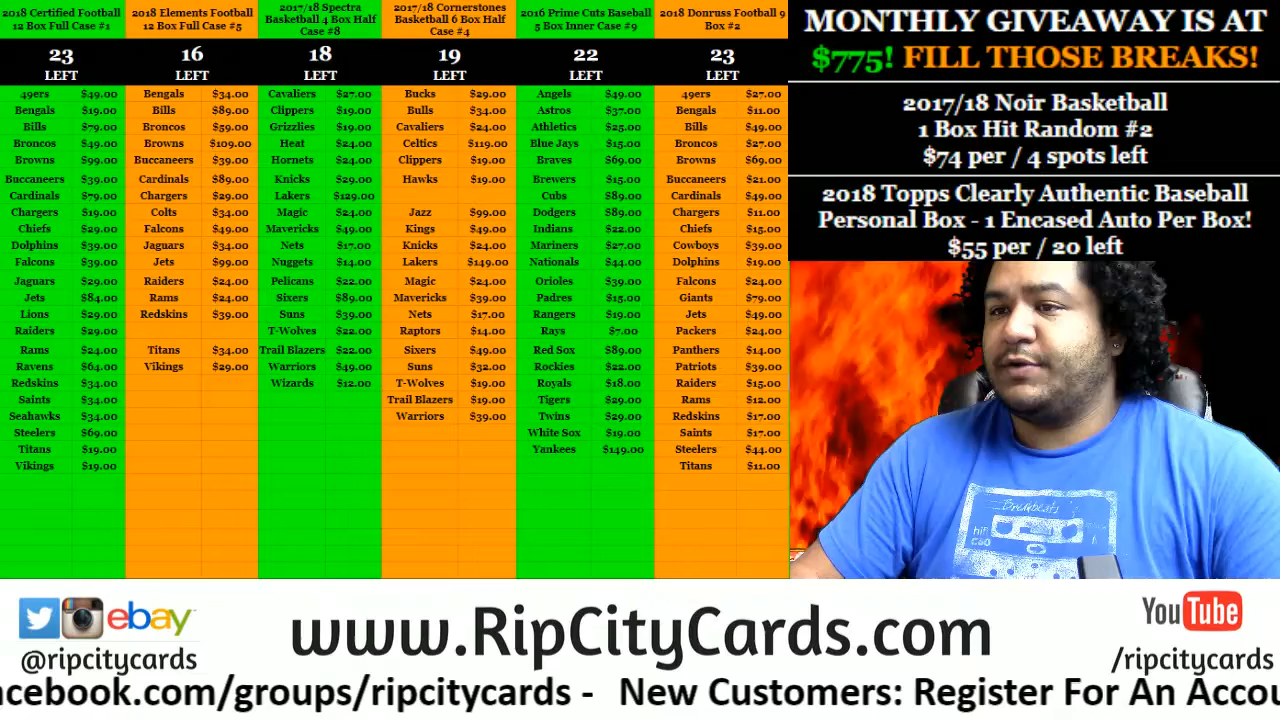 2018 Certified Football
12 Box Full Case #1
23
LEFT
49ers $49.00
Bengals $19.00
Bills $79.00
Broncos $49.00
Browns $99.00
Buccaneers $39.00
Cardinals $79.00
Chargers $19.00
Chiefs $29.00
Dolphins $39.00
Falcons $39.00
Jaguars $29.00
Jets $84.00
Lions $29.00
Raiders $29.00
Rams $24.00
Ravens $64.00
Redskins $34.00
Saints $34.00
Seahawks $34.00
Steelers $69.00
Titans $19.00
Vikings $19.00
2018 Elements Football
12 Box Full Case #5
16
LEFT
Bengals $34.00
Bills $89.00
Broncos $59.00
Browns $109.00
Buccaneers $39.00
Cardinals $89.00
Chargers $29.00
Colts $34.00
Falcons $49.00
Jaguars $34.00
Jets $99.00
Raiders $24.00
Rams $24.00
Redskins $39.00
Titans $34.00
Vikings $29.00
2017/18 Spectra
Basketball 4 Box Half
Case #8
18
LEFT
Cavaliers $27.00
Clippers $19.00
Grizzlies $19.00
Heat $24.00
Hornets $24.00
Knicks $29.00
Lakers $129.00
Magic $24.00
Mavericks $49.00
Nets $17.00
Nuggets $14.00
Pelicans $22.00
Sixers $89.00
Suns $39.00
T-Wolves $22.00
Trail Blazers $22.00
Warriors $49.00
Wizards $12.00
2017/18 Cornerstones
Basketball 6 Box Half
Case #4
19
LEFT
Bucks $29.00
Bulls $34.00
Cavaliers $24.00
Celtics $119.00
Clippers $19.00
Hawks $19.00
Jazz $99.00
Kings $49.00
Knicks $24.00
Lakers $149.00
Magic $24.00
Mavericks $39.00
Nets $17.00
Raptors $14.00
Sixers $49.00
Suns $32.00
T-Wolves $19.00
Trail Blazers $19.00
Warriors $39.00
2016 Prime Cuts Baseball
5 Box Inner Case #9
22
LEFT
Angels $49.00
Astros $37.00
Athletics $25.00
Blue Jays $15.00
Braves $69.00
Brewers $15.00
Cubs $89.00
Dodgers $89.00
Indians $22.00
Mariners $27.00
Nationals $44.00
Orioles $39.00
Padres $15.00
Rangers $19.00
Rays $7.00
Red Sox $89.00
Rockies $22.00
Royals $18.00
Tigers $29.00
Twins $29.00
White Sox $19.00
Yankees $149.00
2018 Donruss Football 9
Box #2
23
LEFT
49ers $27.00
Bengals $11.00
Bills $49.00
Broncos $27.00
Browns $69.00
Buccaneers $21.00
Cardinals $49.00
Chargers $11.00
Chiefs $15.00
Cowboys $39.00
Dolphins $19.00
Falcons $24.00
Giants $79.00
Jets $49.00
Packers $24.00
Panthers $14.00
Patriots $39.00
Raiders $15.00
Rams $12.00
Redskins $17.00
Saints $17.00
Steelers $44.00
Titans $11.00
MONTHLY GIVEAWAY IS AT
$775! FILL THOSE BREAKS!
2017/18 Noir Basketball
1 Box Hit Random #2
$74 per / 4 spots left
2018 Topps Clearly Authentic Baseball
Personal Box - 1 Encased Auto Per Box!
$55 per / 20 left
Breakbeats
hifi
C60
ebay
@ripcitycards
www.RipCityCards.com
YouTube
/ripcitycards
acebook.com/groups/ripcitycards - New Customers: Register For An Accou